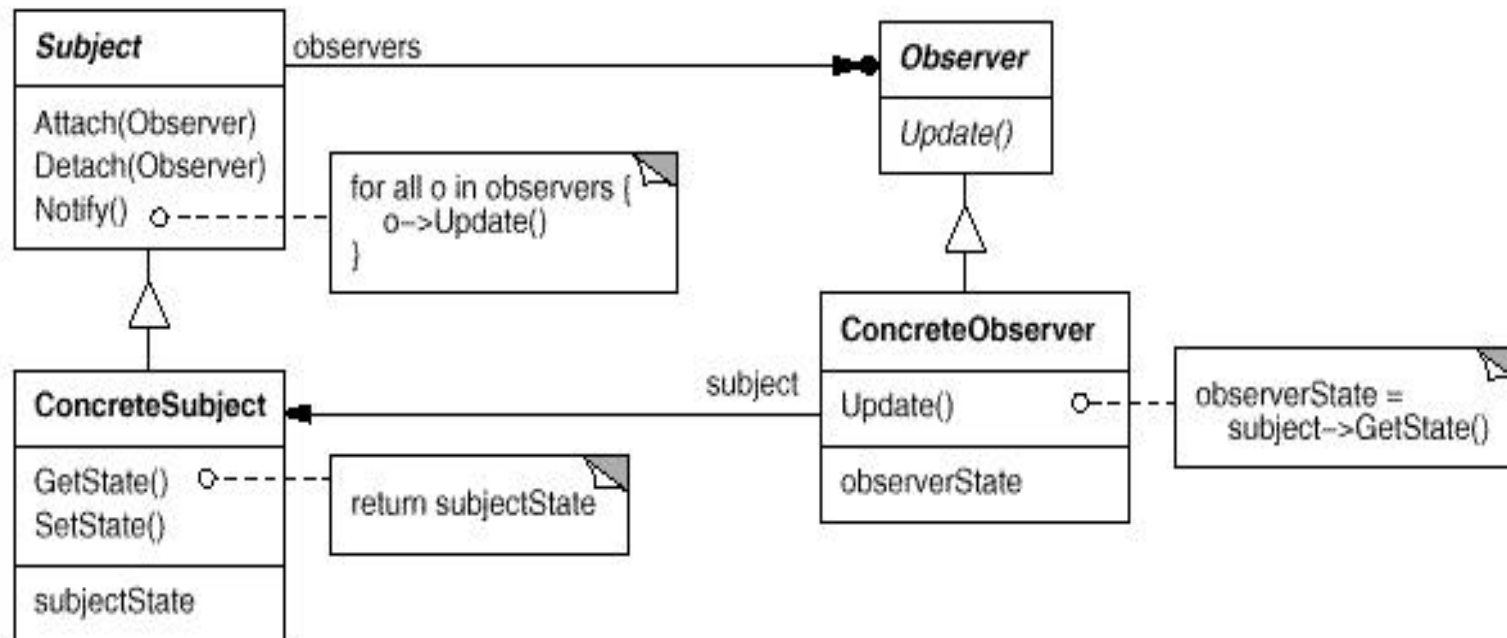 Subject
observers
Observer
Attach(Observer)
Detach(Observer)
Notify()
for all o in observers {
o->Update()
}
Update()
ConcreteSubject
GetState()
SetState()
subjectState
return subjectState
subject
ConcreteObserver
Update()
observerState
observerState =
subject->GetState()